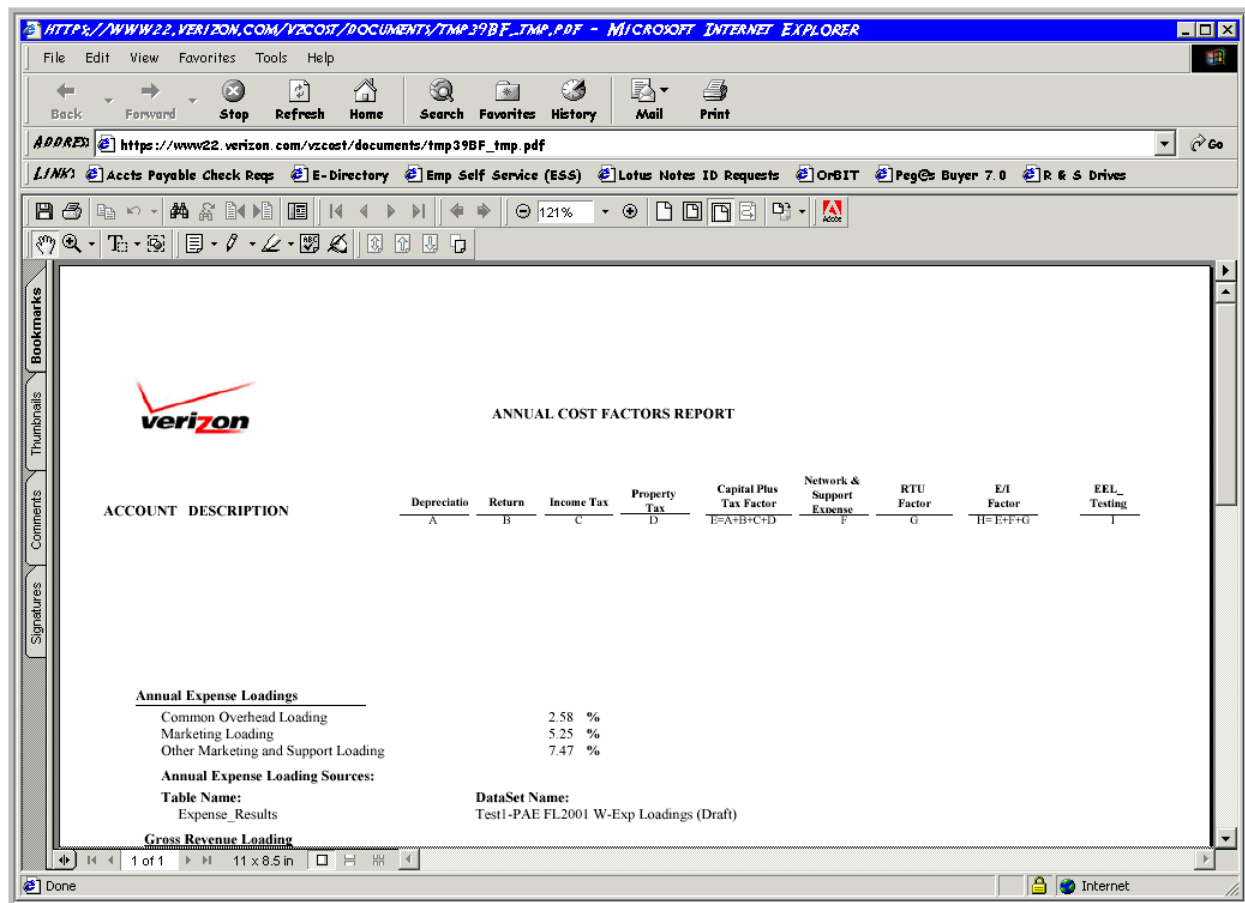 HTTPS://WWW22.VERIZON.COM/VZCOST/DOCUMENTS/TMP39BF_TMP.PDF - MICROSOFT INTERNET EXPLORER
File Edit View Favorites Tools Help
Back Forward Stop Refresh Home Search Favorites History Mail Print
ADDRESS https://www22.verizon.com/vzcost/documents/tmp39BF_tmp.pdf Go
LINKS Accts Payable Check Reqs E-Directory Emp Self Service (ESS) Lotus Notes ID Requests OrBIT Peg@s Buyer 7.0 R & S Drives
121% Adobe
Bookmarks
Thumbnails
Comments
Signatures
verizon
ANNUAL COST FACTORS REPORT
ACCOUNT DESCRIPTION
Depreciatio Return Income Tax Property Tax Capital Plus Tax Factor Network & Support Expense RTU Factor E/I Factor EEL_ Testing
A B C D E=A+B+C+D F G H= E+F+G I
Annual Expense Loadings
Common Overhead Loading 2.58 %
Marketing Loading 5.25 %
Other Marketing and Support Loading 7.47 %
Annual Expense Loading Sources:
Table Name: DataSet Name:
Expense_Results Test1-PAE FL2001 W-Exp Loadings (Draft)
Gross Revenue Loading
1 of 1 11 x 8.5 in
Done Internet